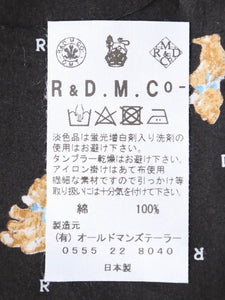 R & D. M. Co-
淡色品は蛍光増白剤入り洗剤の
使用はお避け下さい。
タンブラー乾燥はお避け下さい。
アイロン掛けはあて布使用
繊細な素材ですので引っかけ等
取り扱いには十分気を付けて下さい。
綿 100%
製造元
(有) オールドマンズテーラー
0555 22 8040
日本製
R
R
R
R
R